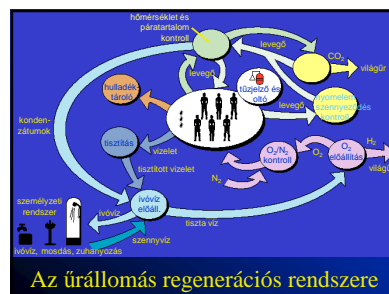 hőmérséklet és
páratartalom
kontroll
levegő
CO₂
világűr
levegő
tűzjelző és
oltó
hulladék-
tároló
levegő
nyomelem
szennyeződés
kontroll
konden-
zátumok
tisztítás
vizelet
O₂/N₂
kontroll
O₂
O₂
előállítás
H₂
világűr
N₂
tisztított vizelet
személyzeti
rendszer
ivóvíz
előáll.
ivóvíz
tiszta víz
szennyvíz
ivóvíz, mosdás, zuhanyozás
Az űrállomás regenerációs rendszere